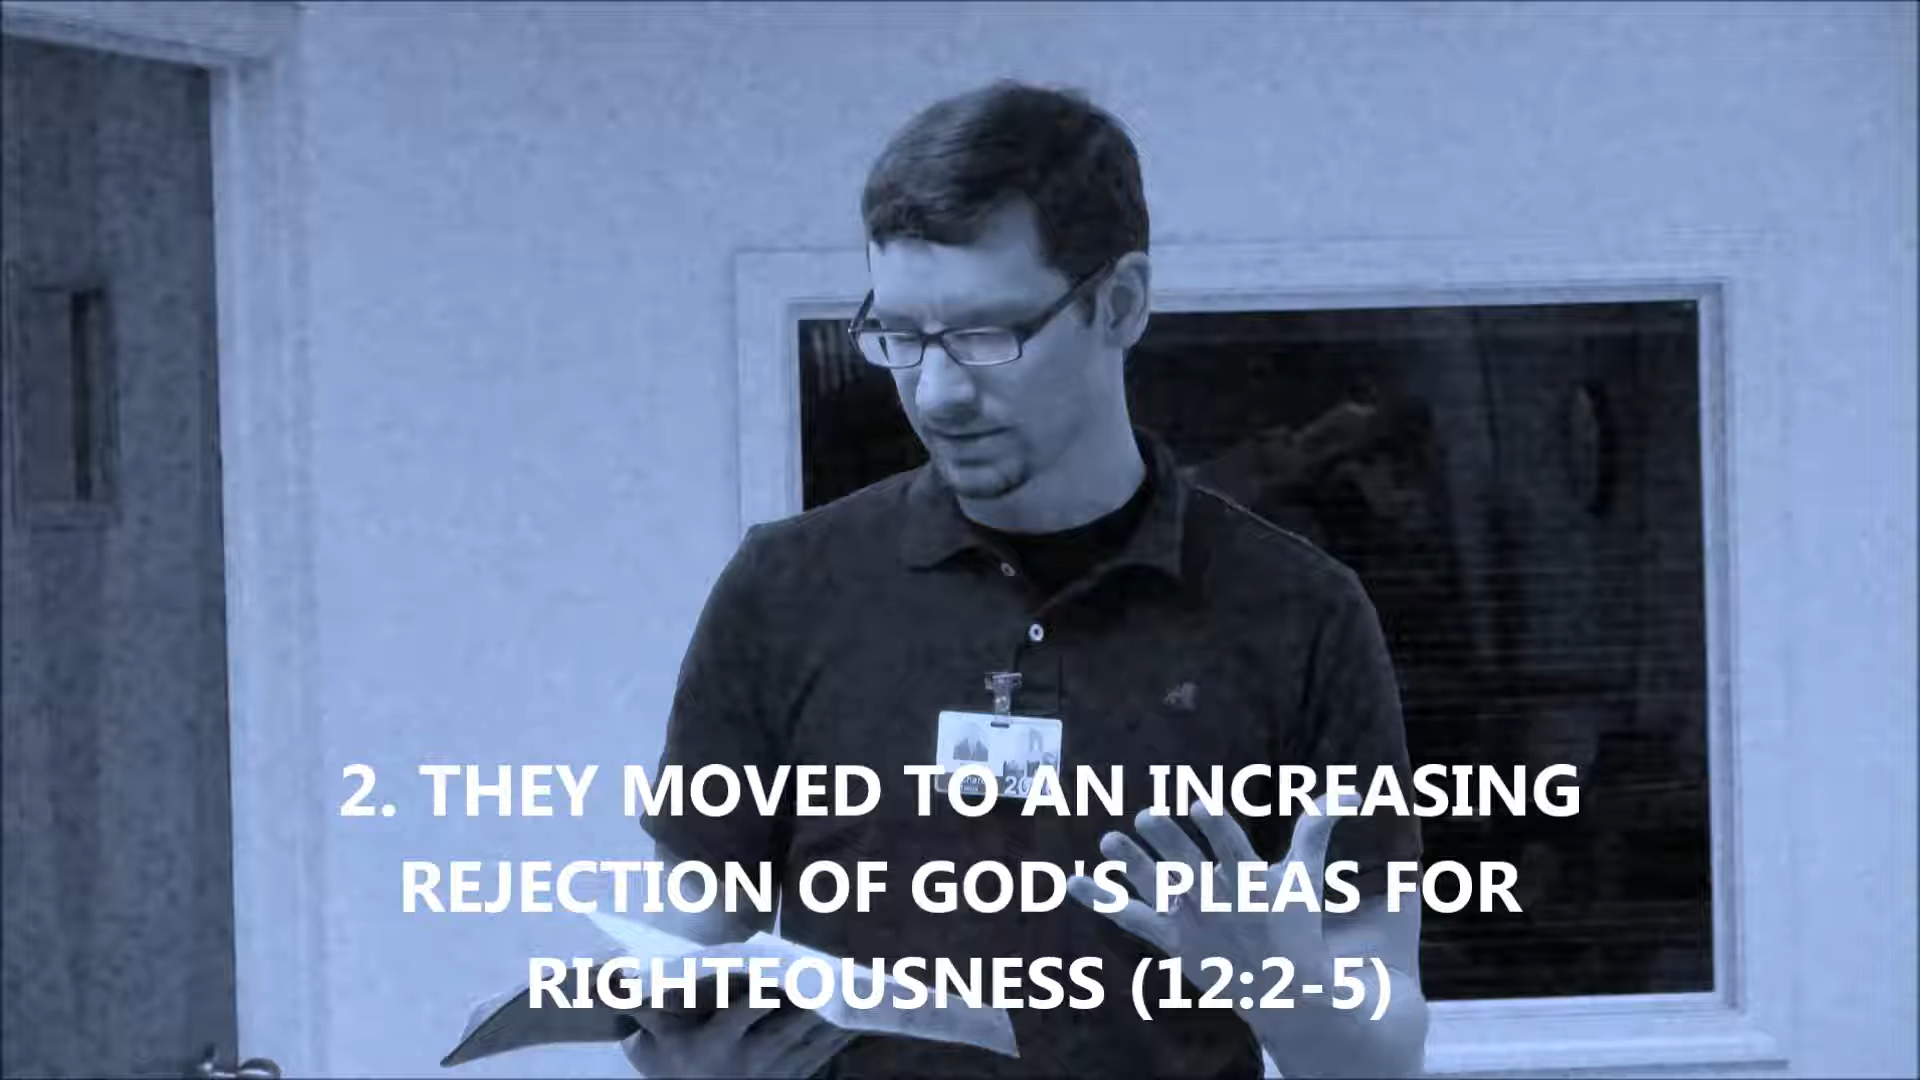 2. THEY MOVED TO AN INCREASING
REJECTION OF GOD'S PLEAS FOR
RIGHTEOUSNESS (12:2-5)